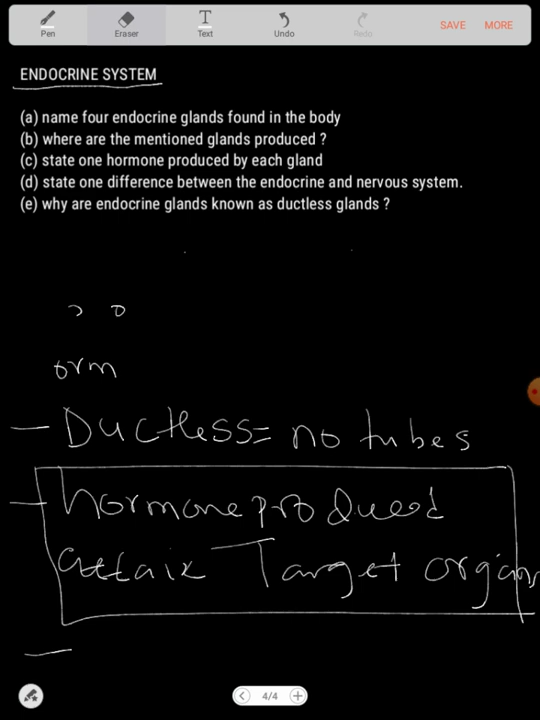 Pen
Eraser
Text
Undo
Redo
SAVE
MORE
ENDOCRINE SYSTEM
(a) name four endocrine glands found in the body
(b) where are the mentioned glands produced ?
(c) state one hormone produced by each gland
(d) state one difference between the endocrine and nervous system.
(e) why are endocrine glands known as ductless glands ?
orm
— Ductless = no tubes
— hormone produced
Target organs
4/4